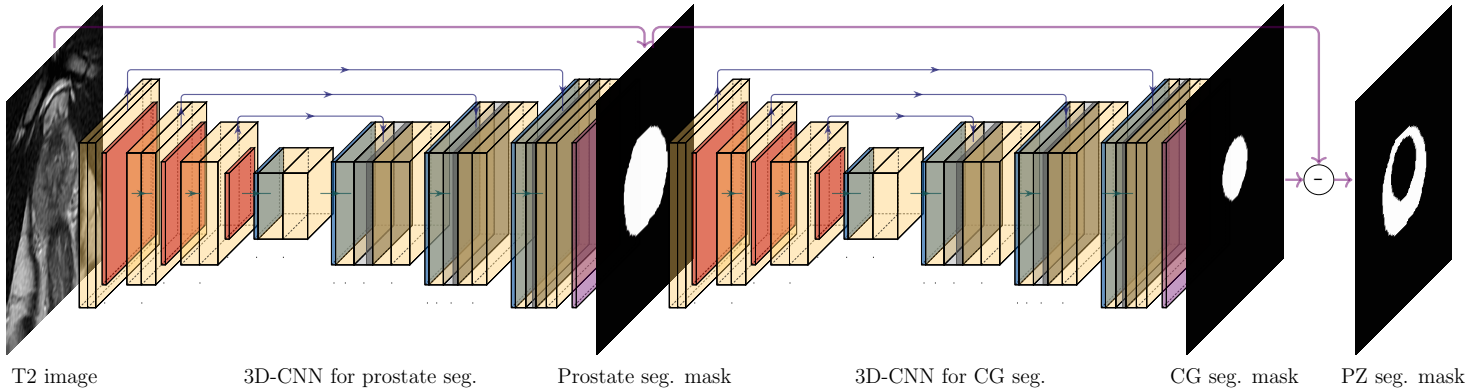 -
T2 image
3D-CNN for prostate seg.
Prostate seg. mask
3D-CNN for CG seg.
CG seg. mask
PZ seg. mask